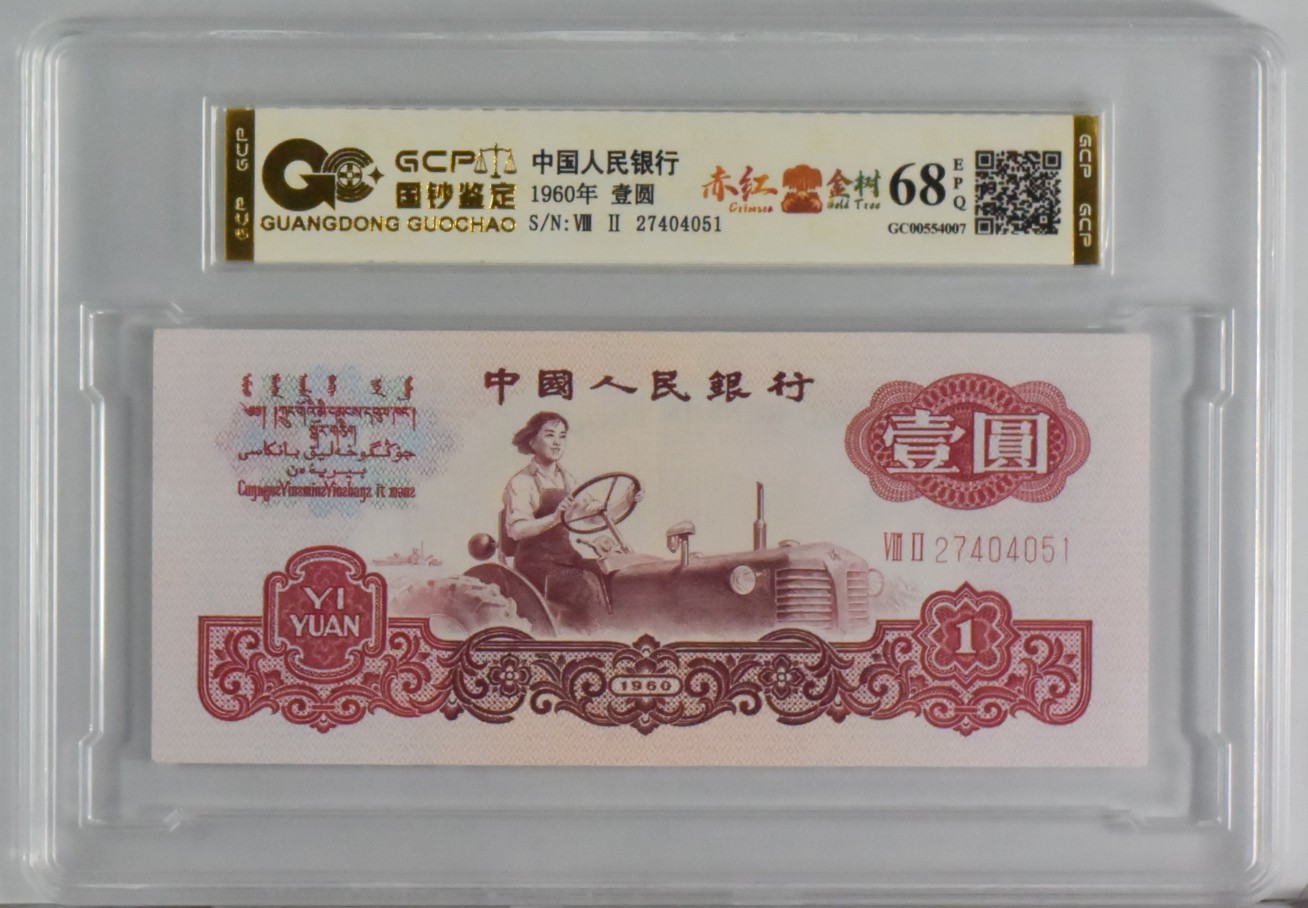 GCP
GCP
GCP
国钞鉴定
GUANGDONG GUOCHAO
中国人民银行
1960年 壹圆
S/N:Ⅷ Ⅱ 27404051
赤红
Crimson
金树
Gold Tree
68
EPQ
GC00554007
GCP
GCP
中國人民銀行
壹圓
YI
YUAN
Ⅷ Ⅱ 27404051
1960
1